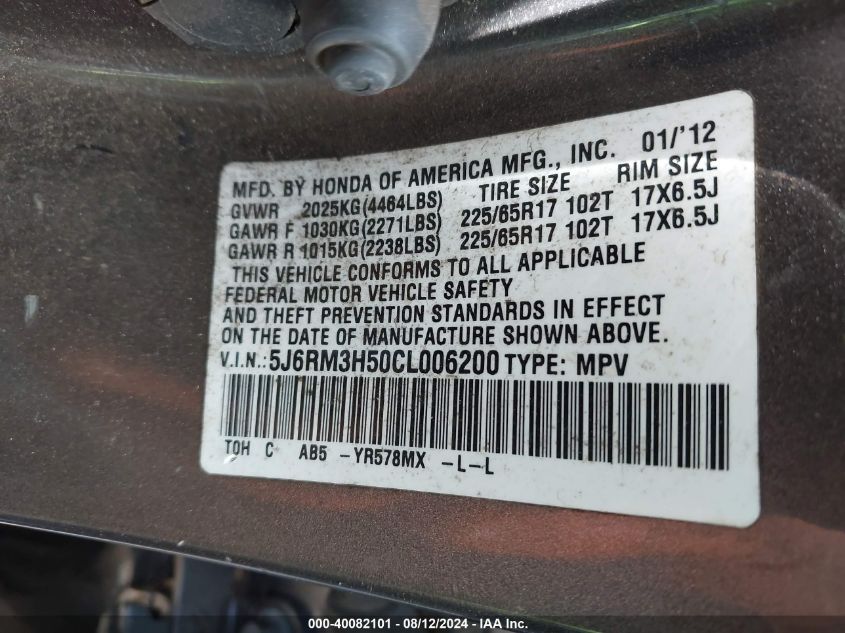 MFD. BY HONDA OF AMERICA MFG., INC. 01/'12
GVWR 2025KG(4464LBS) TIRE SIZE RIM SIZE
GAWR F 1030KG(2271LBS) 225/65R17 102T 17X6.5J
GAWR R 1015KG(2238LBS) 225/65R17 102T 17X6.5J
THIS VEHICLE CONFORMS TO ALL APPLICABLE
FEDERAL MOTOR VEHICLE SAFETY
AND THEFT PREVENTION STANDARDS IN EFFECT
ON THE DATE OF MANUFACTURE SHOWN ABOVE.
V.I.N.:5J6RM3H50CL006200 TYPE: MPV
TOH C AB5 -YR578MX -L-L
000-40082101 - 08/12/2024 - IAA Inc.